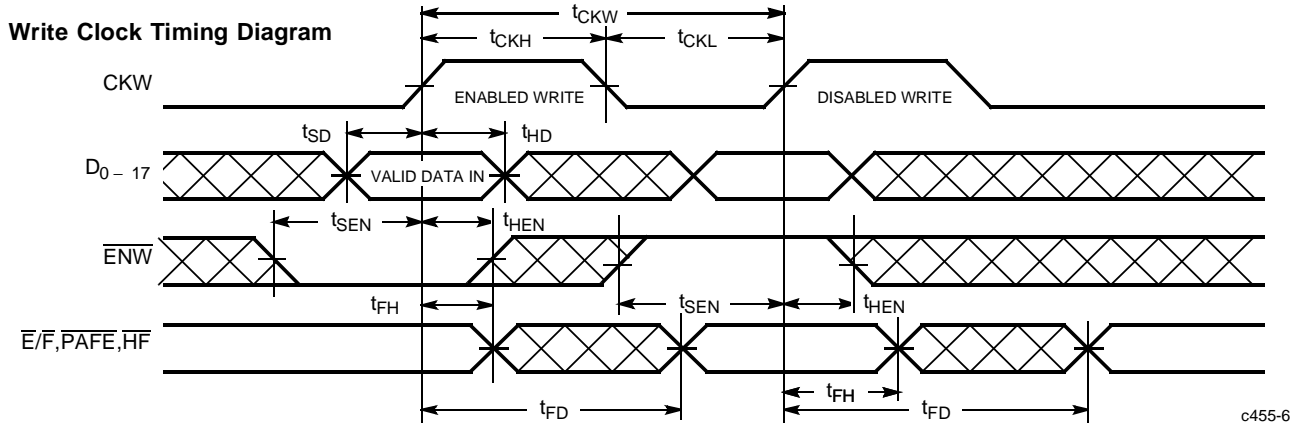 Write Clock Timing Diagram
tCKW
tCKH
tCKL
CKW
ENABLED WRITE
DISABLED WRITE
tSD
tHD
D0 – 17
VALID DATA IN
tSEN
tHEN
ENW
tFH
tSEN
tHEN
E/F,PAFE,HF
tFH
tFD
tFD
c455-6